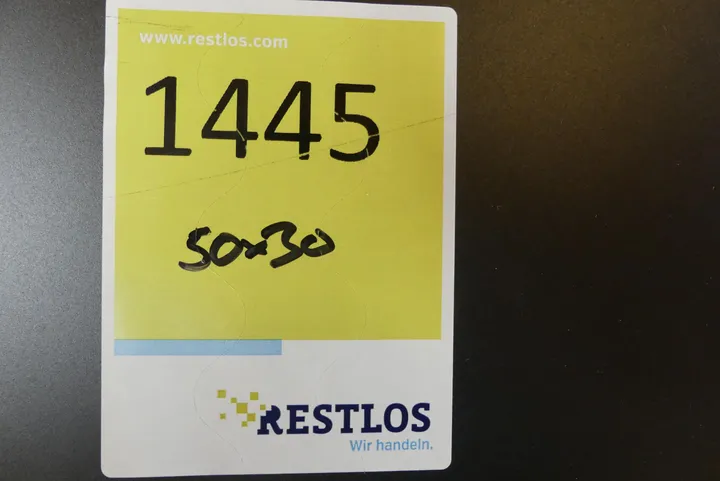 www.restlos.com
1445
50x30
RESTLOS
Wir handeln.